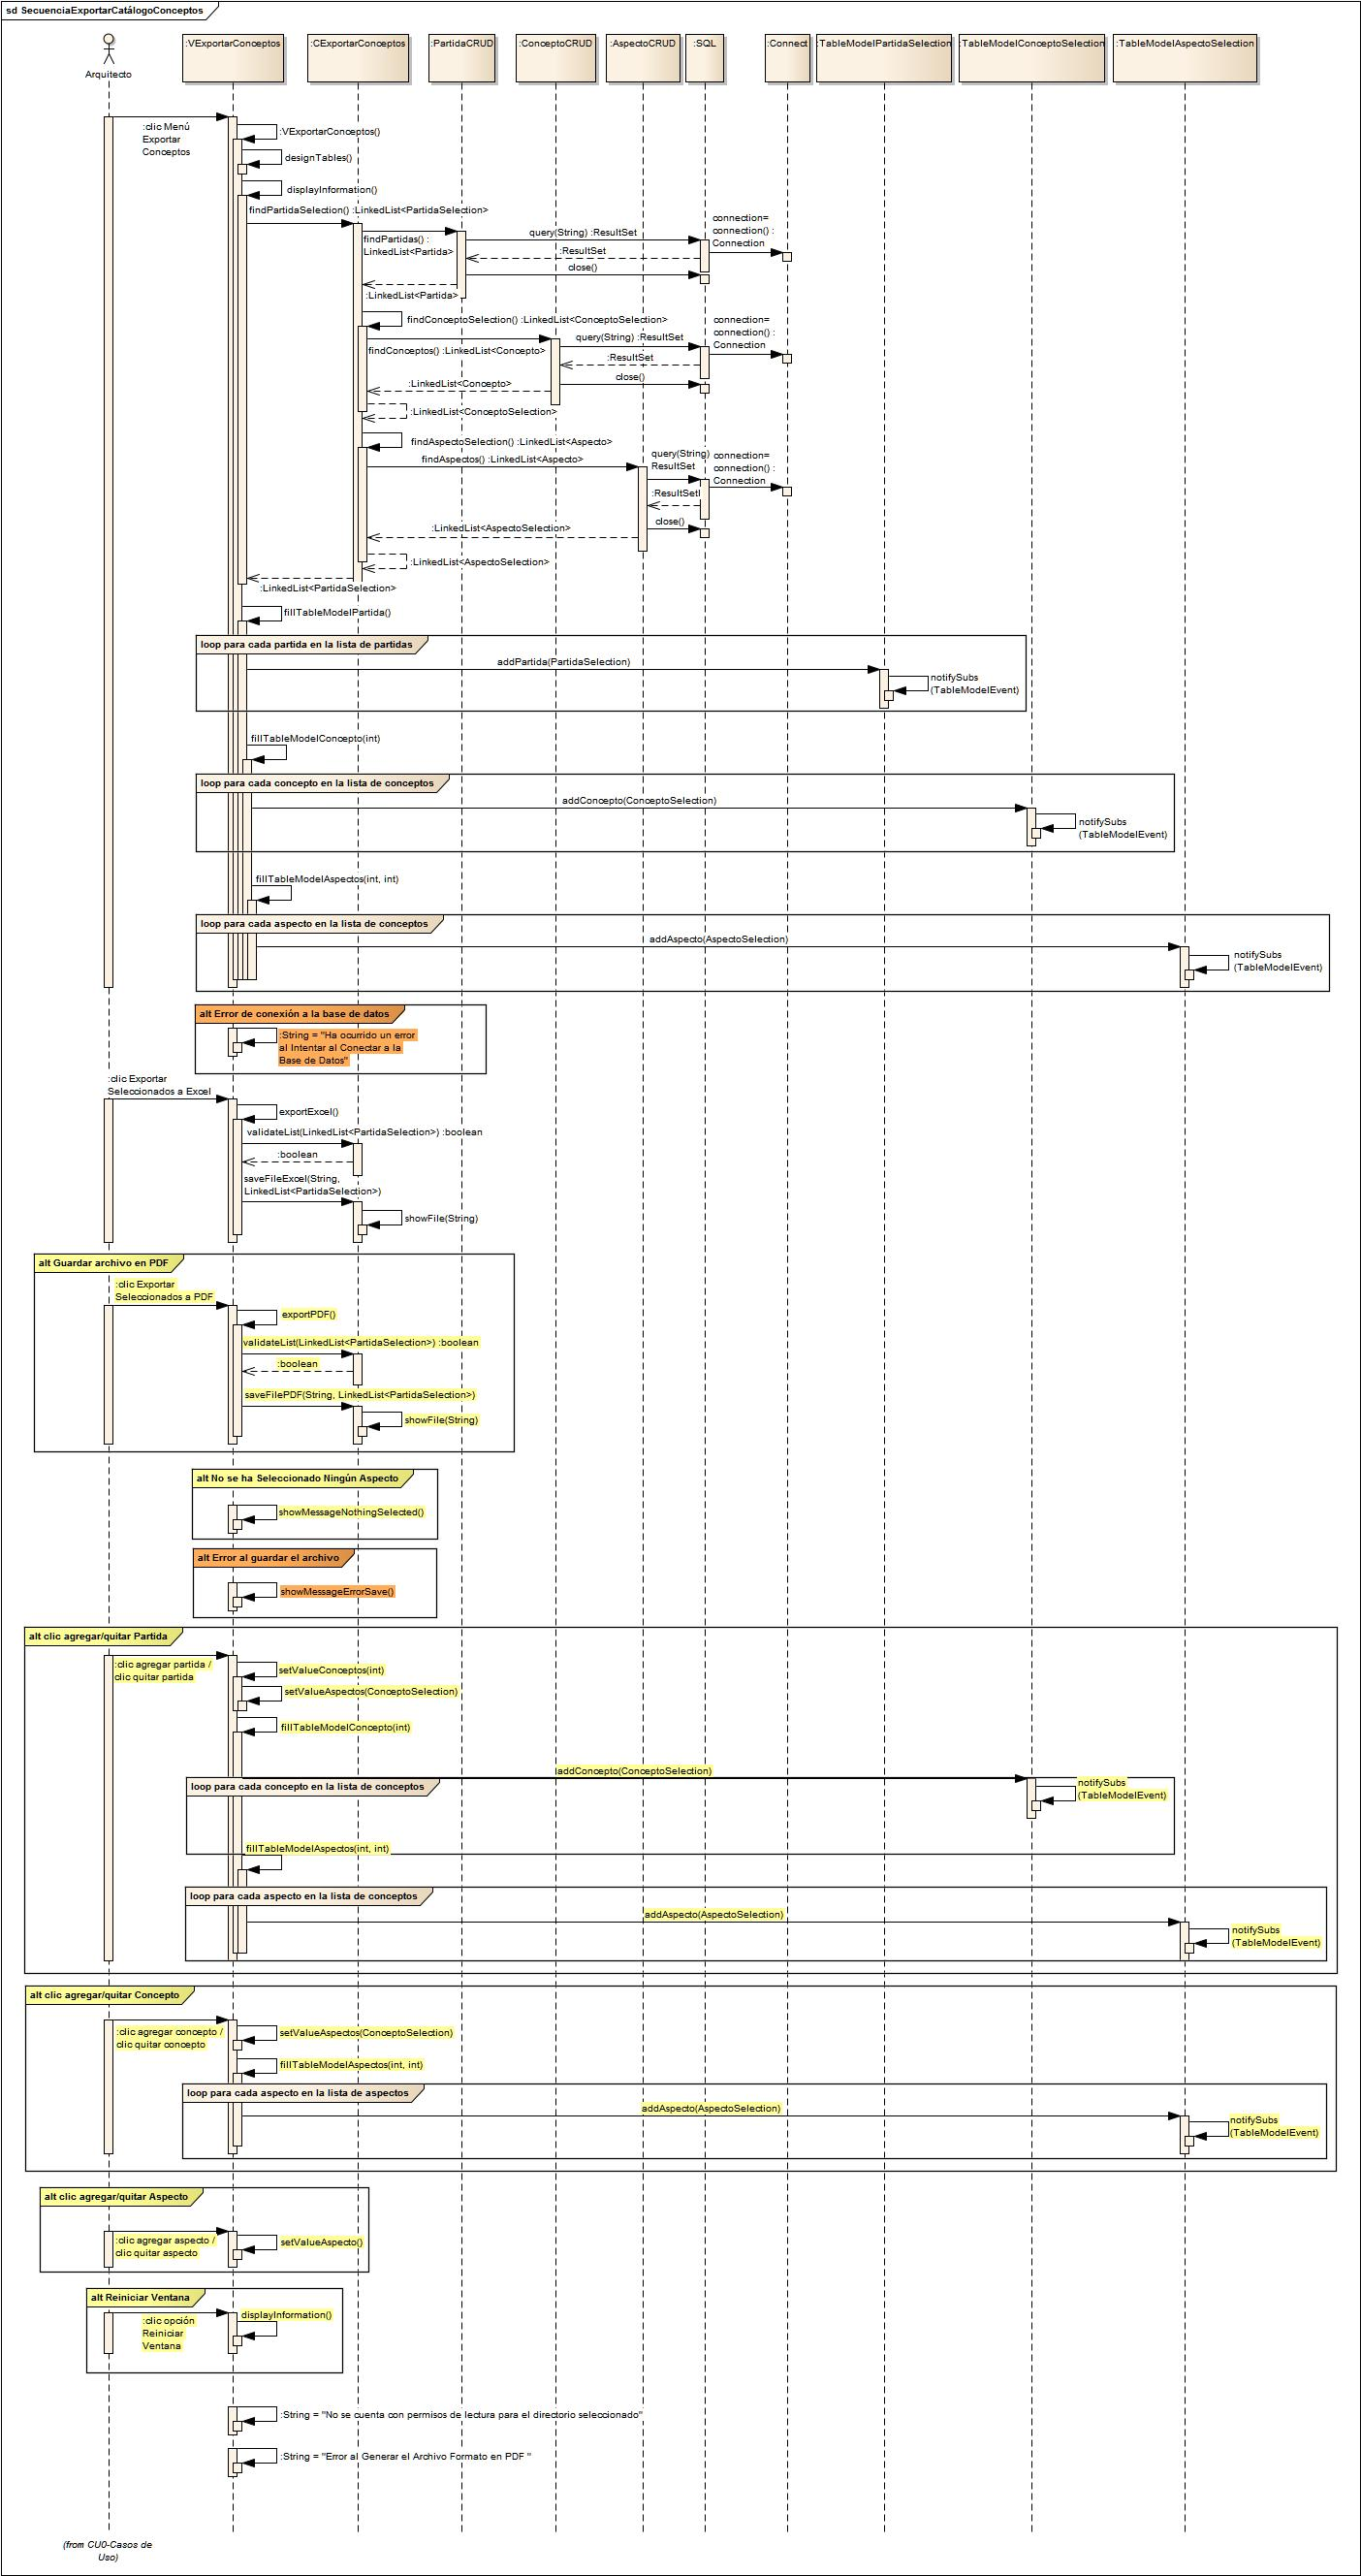 sd SecuenciaExportarCatálogoConceptos
Arquitecto
:VExportarConceptos
:CExportarConceptos
:PartidaCRUD
:ConceptoCRUD
:AspectoCRUD
:SQL
:Connect
:TableModelPartidaSelection
:TableModelConceptoSelection
:TableModelAspectoSelection
:clic Menú
Exportar
Conceptos
:VExportarConceptos()
designTables()
displayInformation()
findPartidaSelection() :LinkedList<PartidaSelection>
findPartidas() :
LinkedList<Partida>
query(String) :ResultSet
connection=
connection() :
Connection
:ResultSet
close()
:LinkedList<Partida>
findConceptoSelection() :LinkedList<ConceptoSelection>
findConceptos() :LinkedList<Concepto>
query(String) :ResultSet
connection=
connection() :
Connection
:ResultSet
close()
:LinkedList<Concepto>
:LinkedList<ConceptoSelection>
findAspectoSelection() :LinkedList<Aspecto>
findAspectos() :LinkedList<Aspecto>
query(String)
ResultSet
connection=
connection() :
Connection
:ResultSet
close()
:LinkedList<AspectoSelection>
:LinkedList<AspectoSelection>
:LinkedList<PartidaSelection>
fillTableModelPartida()
loop para cada partida en la lista de partidas
addPartida(PartidaSelection)
notifySubs
(TableModelEvent)
fillTableModelConcepto(int)
loop para cada concepto en la lista de conceptos
addConcepto(ConceptoSelection)
notifySubs
(TableModelEvent)
fillTableModelAspectos(int, int)
loop para cada aspecto en la lista de conceptos
addAspecto(AspectoSelection)
notifySubs
(TableModelEvent)
alt Error de conexión a la base de datos
:String = "Ha ocurrido un error
al Intentar al Conectar a la
Base de Datos"
:clic Exportar
Seleccionados a Excel
exportExcel()
validateList(LinkedList<PartidaSelection>) :boolean
:boolean
saveFileExcel(String,
LinkedList<PartidaSelection>)
showFile(String)
alt Guardar archivo en PDF
:clic Exportar
Seleccionados a PDF
exportPDF()
validateList(LinkedList<PartidaSelection>) :boolean
:boolean
saveFilePDF(String, LinkedList<PartidaSelection>)
showFile(String)
alt No se ha Seleccionado Ningún Aspecto
showMessageNothingSelected()
alt Error al guardar el archivo
showMessageErrorSave()
alt clic agregar/quitar Partida
:clic agregar partida /
clic quitar partida
setValueConceptos(int)
setValueAspectos(ConceptoSelection)
fillTableModelConcepto(int)
addConcepto(ConceptoSelection)
loop para cada concepto en la lista de conceptos
notifySubs
(TableModelEvent)
fillTableModelAspectos(int, int)
loop para cada aspecto en la lista de conceptos
addAspecto(AspectoSelection)
notifySubs
(TableModelEvent)
alt clic agregar/quitar Concepto
:clic agregar concepto /
clic quitar concepto
setValueAspectos(ConceptoSelection)
fillTableModelAspectos(int, int)
loop para cada aspecto en la lista de aspectos
addAspecto(AspectoSelection)
notifySubs
(TableModelEvent)
alt clic agregar/quitar Aspecto
:clic agregar aspecto /
clic quitar aspecto
setValueAspecto()
alt Reiniciar Ventana
:clic opción
Reiniciar
Ventana
displayInformation()
:String = "No se cuenta con permisos de lectura para el directorio seleccionado"
:String = "Error al Generar el Archivo Formato en PDF "
(from CU0-Casos de
Uso)